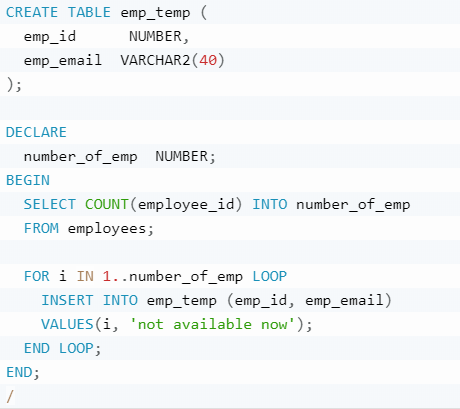 CREATE TABLE emp_temp (
  emp_id      NUMBER,
  emp_email  VARCHAR2(40)
);

DECLARE
  number_of_emp  NUMBER;
BEGIN
  SELECT COUNT(employee_id) INTO number_of_emp
  FROM employees;

  FOR i IN 1..number_of_emp LOOP
    INSERT INTO emp_temp (emp_id, emp_email)
    VALUES(i, 'not available now');
  END LOOP;
END;
/